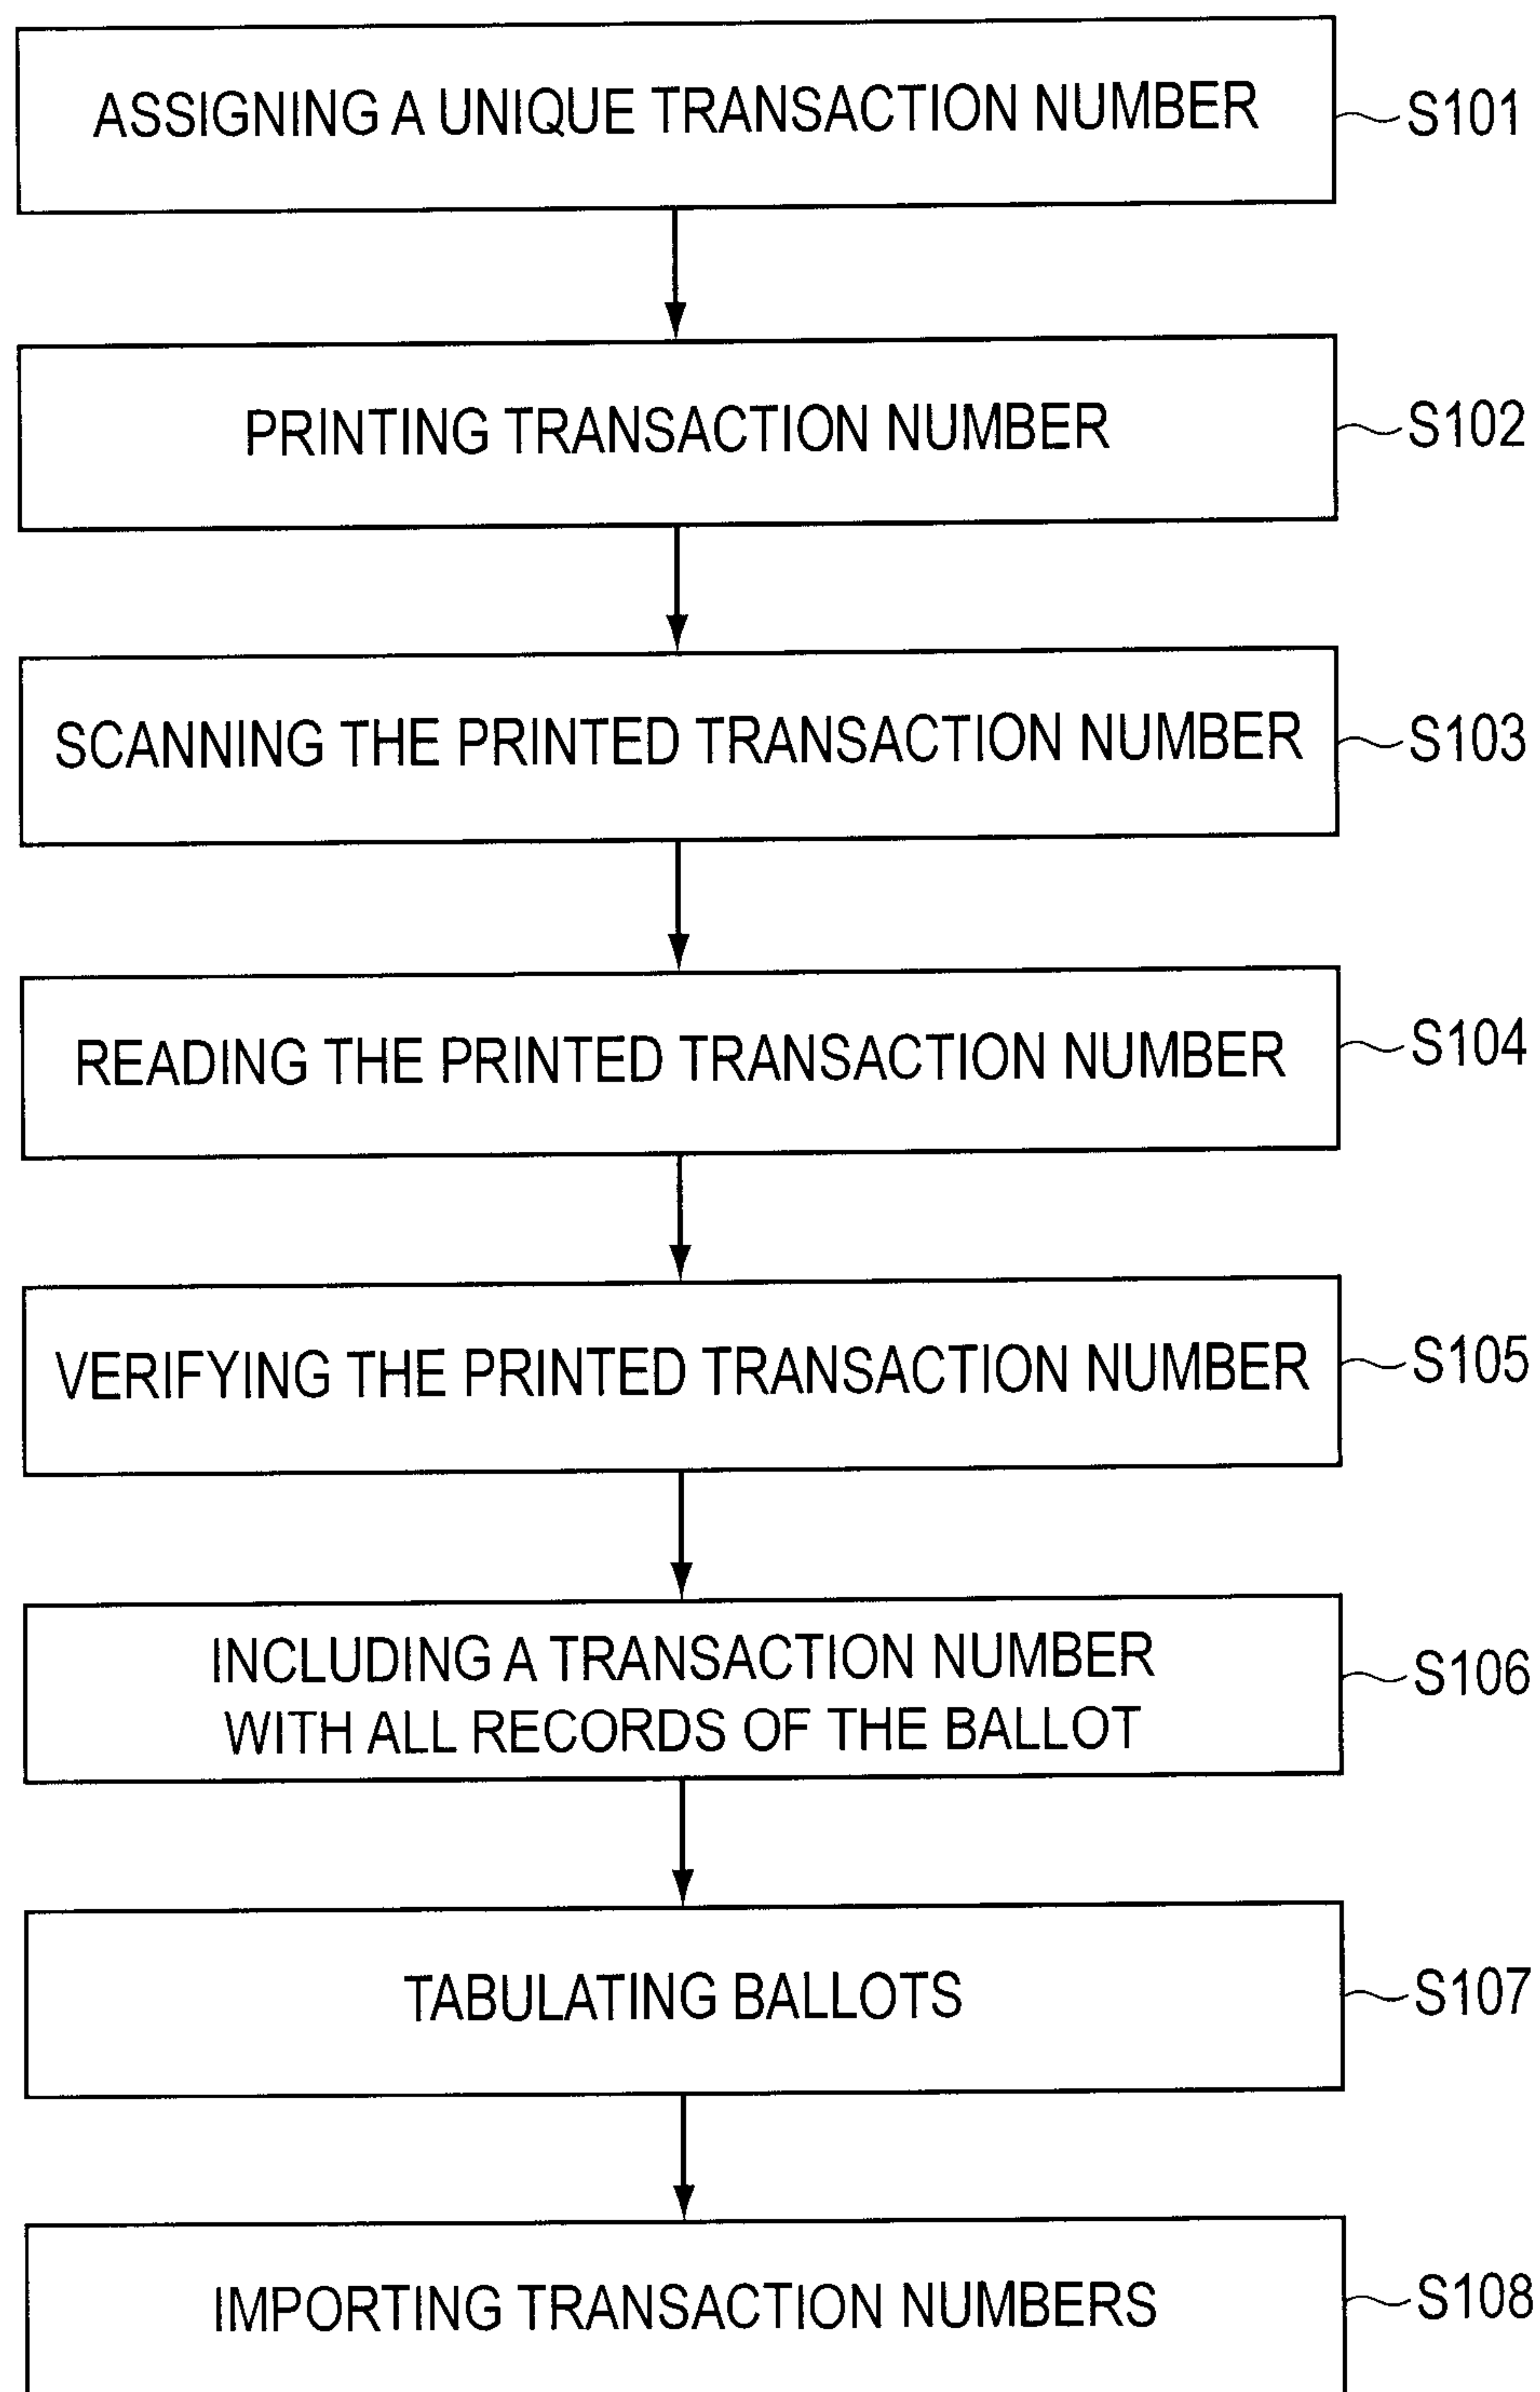 ASSIGNING A UNIQUE TRANSACTION NUMBER S101
PRINTING TRANSACTION NUMBER S102
SCANNING THE PRINTED TRANSACTION NUMBER S103
READING THE PRINTED TRANSACTION NUMBER S104
VERIFYING THE PRINTED TRANSACTION NUMBER S105
INCLUDING A TRANSACTION NUMBER
WITH ALL RECORDS OF THE BALLOT S106
TABULATING BALLOTS S107
IMPORTING TRANSACTION NUMBERS S108